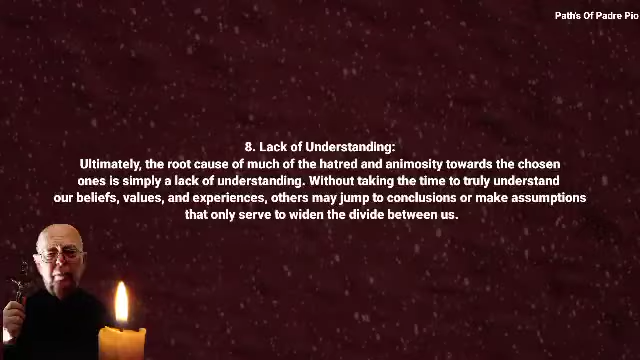 Path's Of Padre Pio
8. Lack of Understanding:
Ultimately, the root cause of much of the hatred and animosity towards the chosen
ones is simply a lack of understanding. Without taking the time to truly understand
our beliefs, values, and experiences, others may jump to conclusions or make assumptions
that only serve to widen the divide between us.